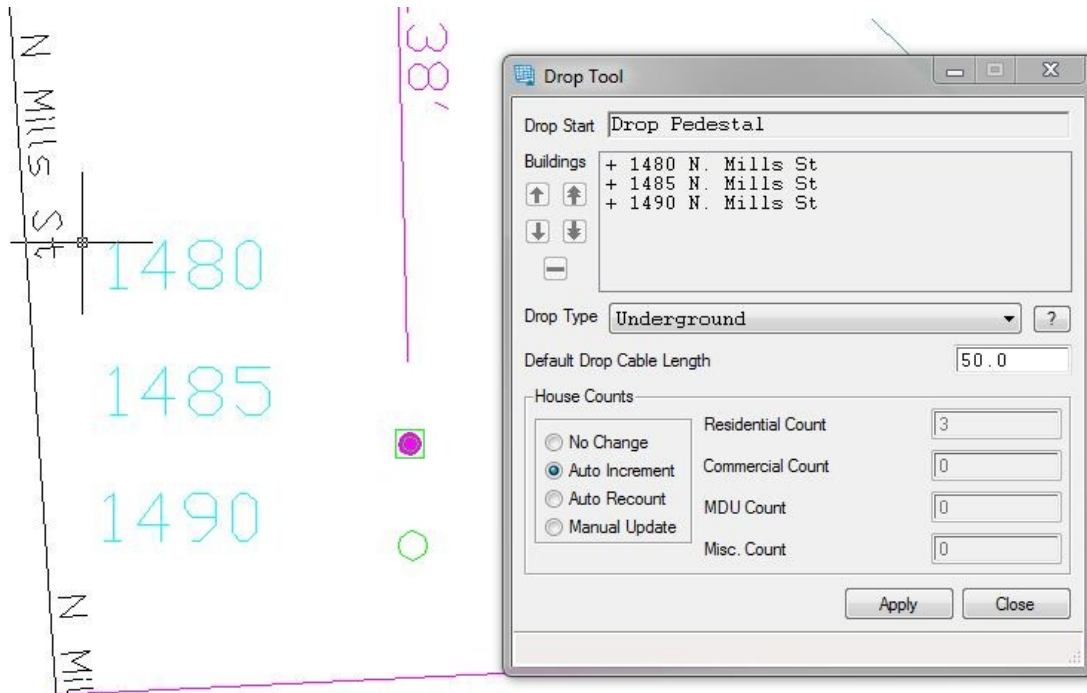 N Mills St
38'
1480
1485
1490
N Mil
Drop Tool
Drop Start Drop Pedestal
Buildings
+ 1480 N. Mills St
+ 1485 N. Mills St
+ 1490 N. Mills St
Drop Type Underground ?
Default Drop Cable Length 50.0
House Counts
No Change
Auto Increment
Auto Recount
Manual Update
Residential Count 3
Commercial Count 0
MDU Count 0
Misc. Count 0
Apply Close